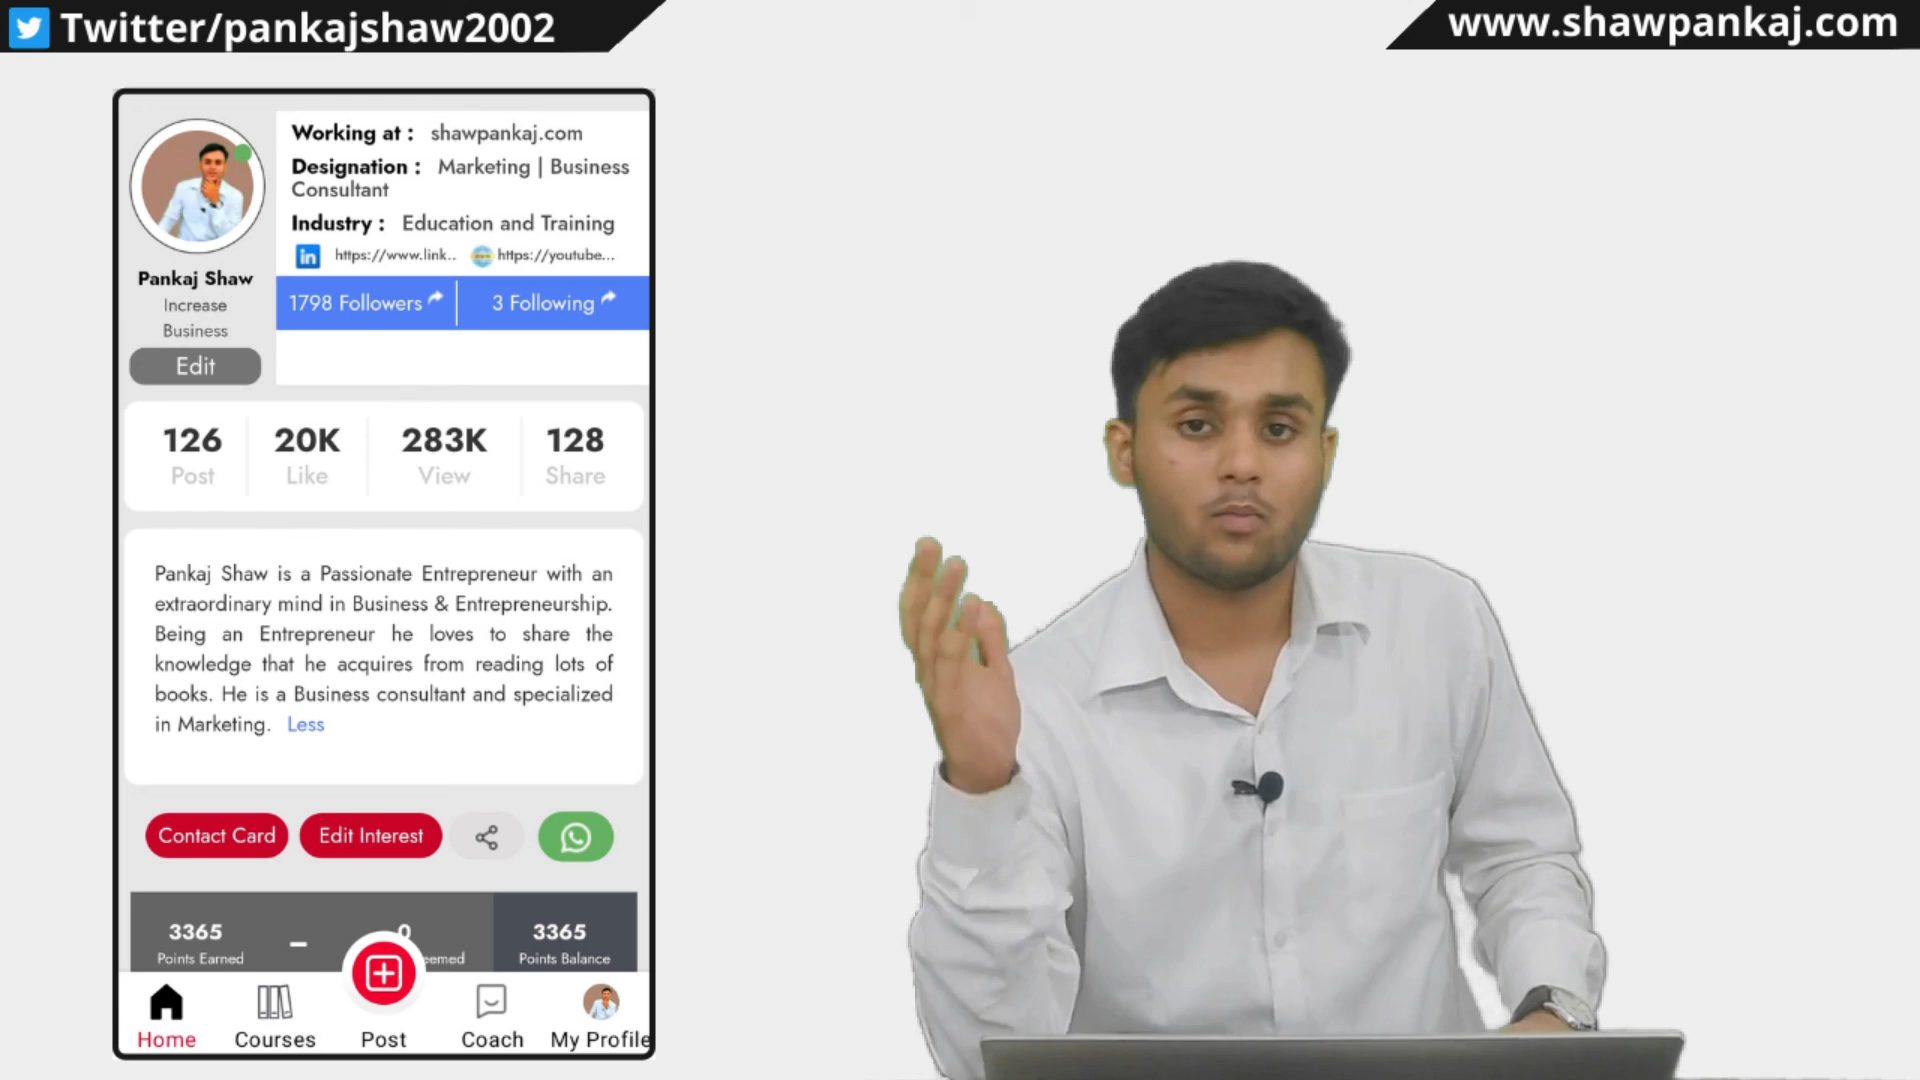 Twitter/pankajshaw2002
www.shawpankaj.com
Working at : shawpankaj.com
Designation : Marketing | Business
Consultant
Industry : Education and Training
in https://www.link.. https://youtube...
Pankaj Shaw
Increase
Business
Edit
1798 Followers 3 Following
126 20K 283K 128
Post Like View Share
Pankaj Shaw is a Passionate Entrepreneur with an
extraordinary mind in Business & Entrepreneurship.
Being an Entrepreneur he loves to share the
knowledge that he acquires from reading lots of
books. He is a Business consultant and specialized
in Marketing. Less
Contact Card Edit Interest
3365 – 0 3365
Points Earned eemed Points Balance
Home Courses Post Coach My Profile